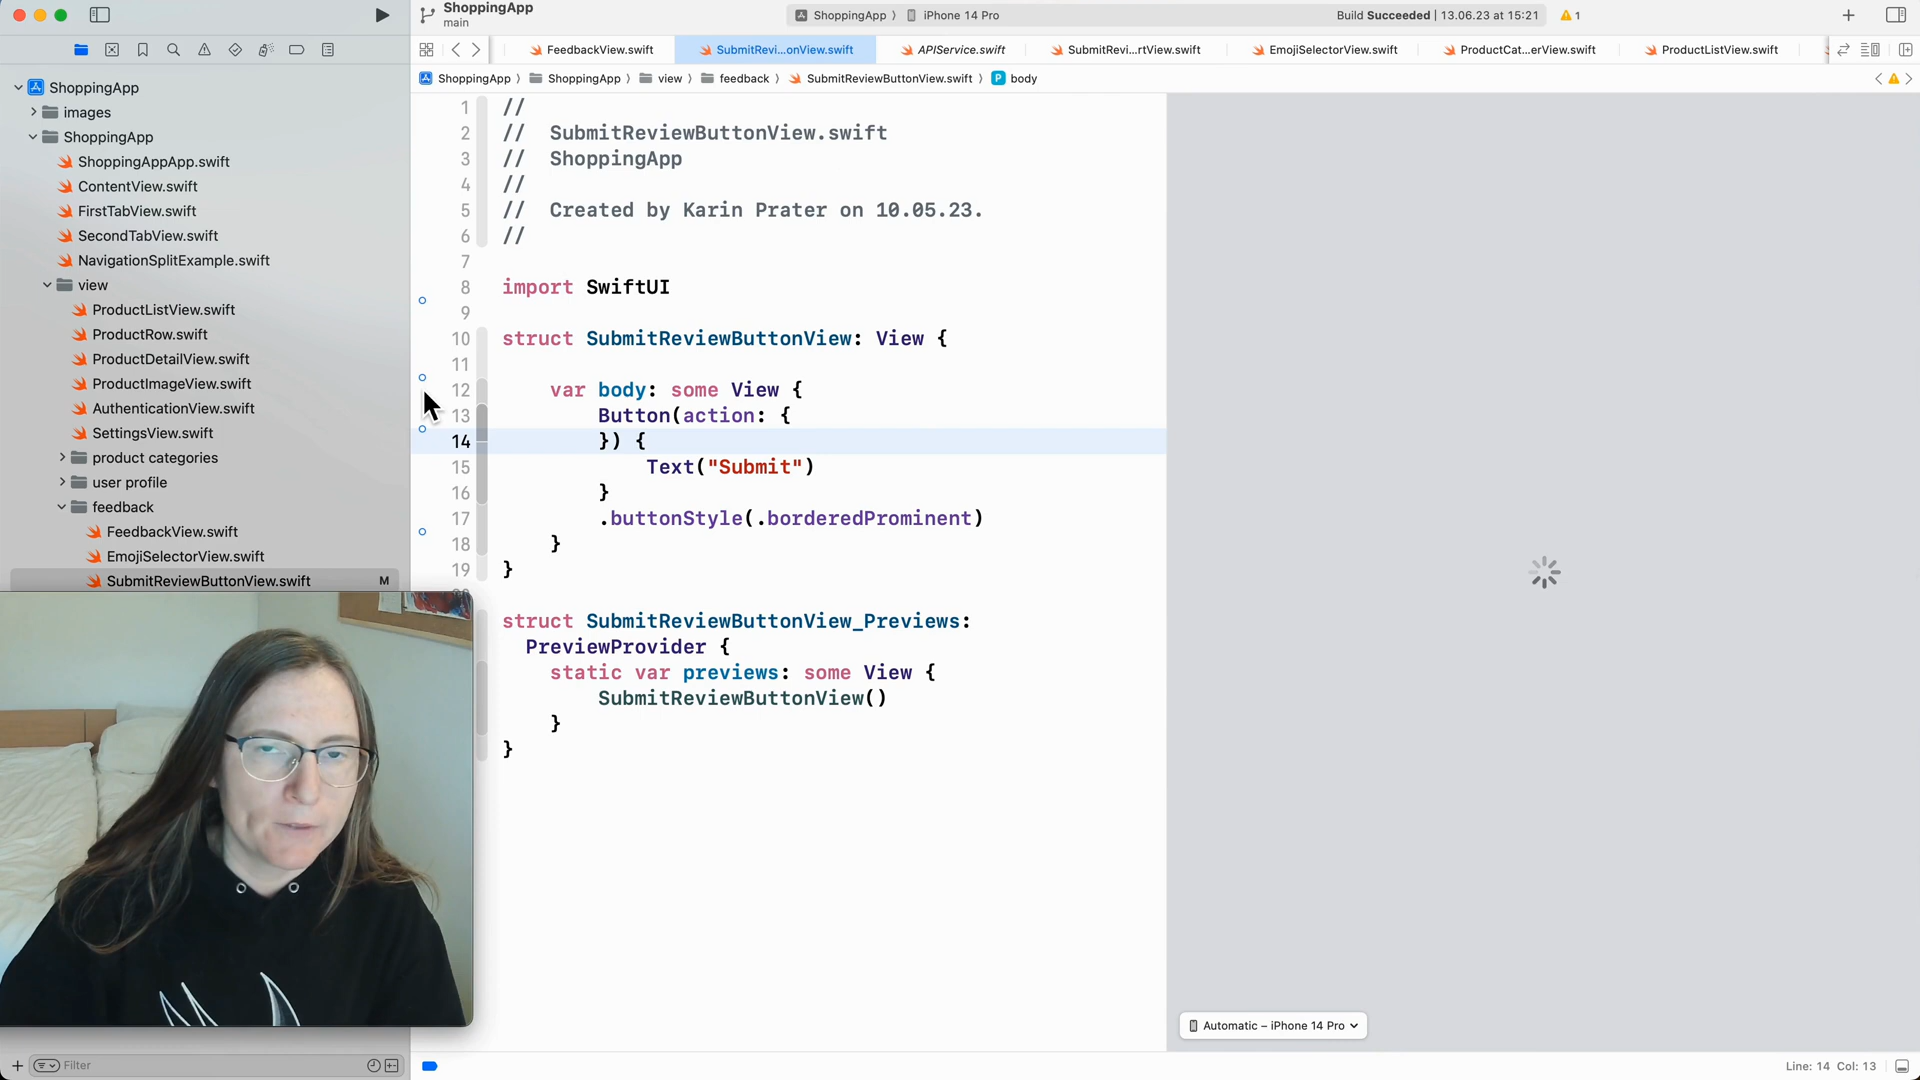 ShoppingApp
main
ShoppingApp 〉 iPhone 14 Pro
Build Succeeded | 13.06.23 at 15:21
1
FeedbackView.swift
SubmitRevi...onView.swift
APIService.swift
SubmitRevi...rtView.swift
EmojiSelectorView.swift
ProductCat...erView.swift
ProductListView.swift
ShoppingApp 〉 ShoppingApp 〉 view 〉 feedback 〉 SubmitReviewButtonView.swift 〉 P body
ShoppingApp
images
ShoppingApp
ShoppingAppApp.swift
ContentView.swift
FirstTabView.swift
SecondTabView.swift
NavigationSplitExample.swift
view
ProductListView.swift
ProductRow.swift
ProductDetailView.swift
ProductImageView.swift
AuthenticationView.swift
SettingsView.swift
product categories
user profile
feedback
FeedbackView.swift
EmojiSelectorView.swift
SubmitReviewButtonView.swift M
Filter
1 //
2 // SubmitReviewButtonView.swift
3 // ShoppingApp
4 //
5 // Created by Karin Prater on 10.05.23.
6 //
7
8 import SwiftUI
9
10 struct SubmitReviewButtonView: View {
11
12 var body: some View {
13 Button(action: {
14 }) {
15 Text("Submit")
16 }
17 .buttonStyle(.borderedProminent)
18 }
19 }
struct SubmitReviewButtonView_Previews:
PreviewProvider {
static var previews: some View {
SubmitReviewButtonView()
}
}
Automatic – iPhone 14 Pro
Line: 14 Col: 13